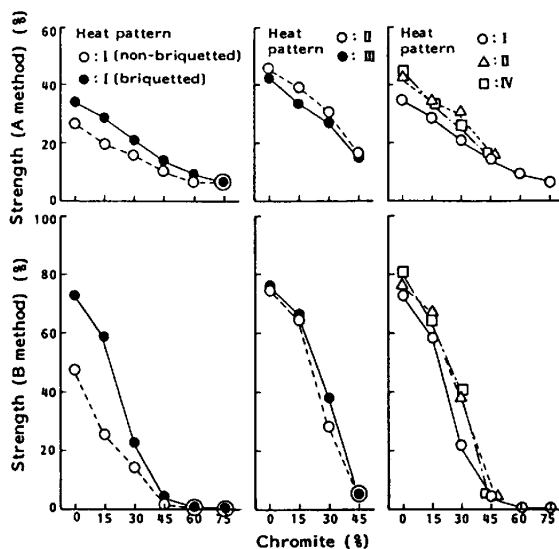 Strength (A method) (%)
60
40
20
0
Heat pattern
○ : I (non-briquetted)
● : I (briquetted)
Heat pattern
○ : II
● : III
Heat pattern
○ : I
△ : II
□ : IV
Strength (B method) (%)
100
80
60
40
20
0
0 15 30 45 60 75
0 15 30 45
0 15 30 45 60 75
Chromite (%)